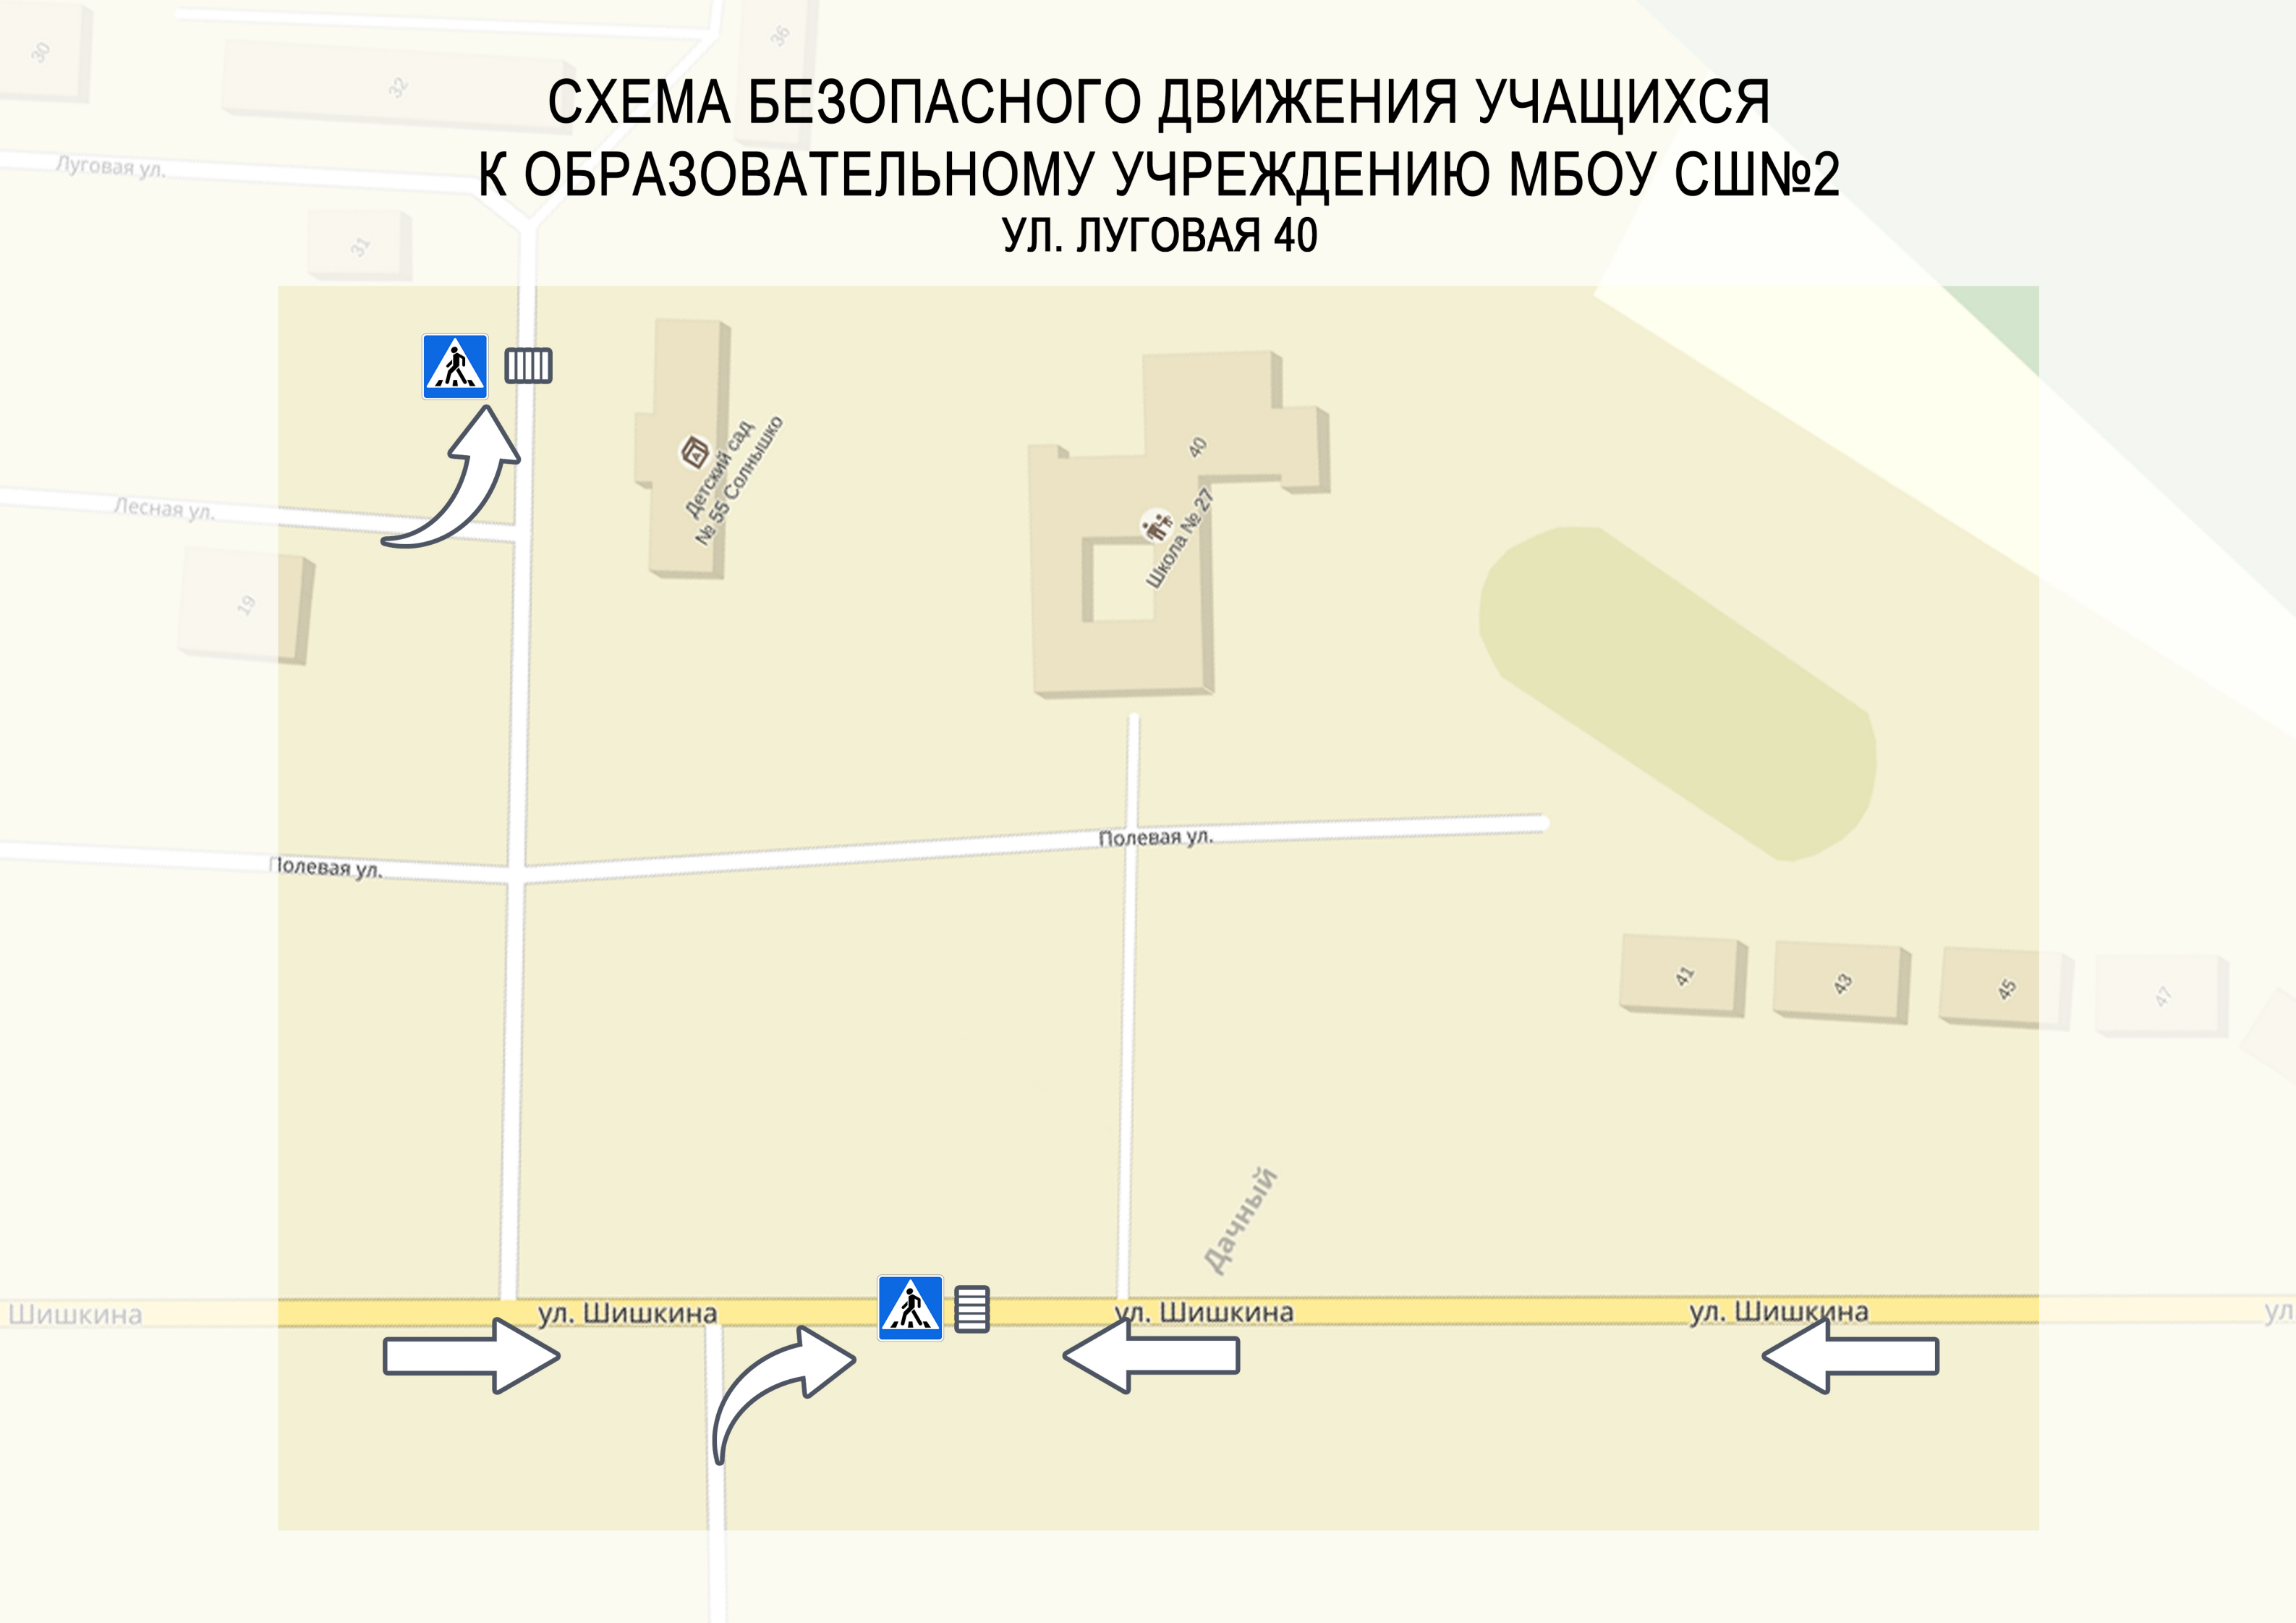 30
32
36
СХЕМА БЕЗОПАСНОГО ДВИЖЕНИЯ УЧАЩИХСЯ
К ОБРАЗОВАТЕЛЬНОМУ УЧРЕЖДЕНИЮ МБОУ СШ№2
УЛ. ЛУГОВАЯ 40
Луговая ул.
31
Детский сад
№ 55 Солнышко
40
Школа № 27
Лесная ул.
19
Полевая ул.
Полевая ул.
41
43
45
47
Дачный
Шишкина
ул. Шишкина
ул. Шишкина
ул. Шишкина
ул